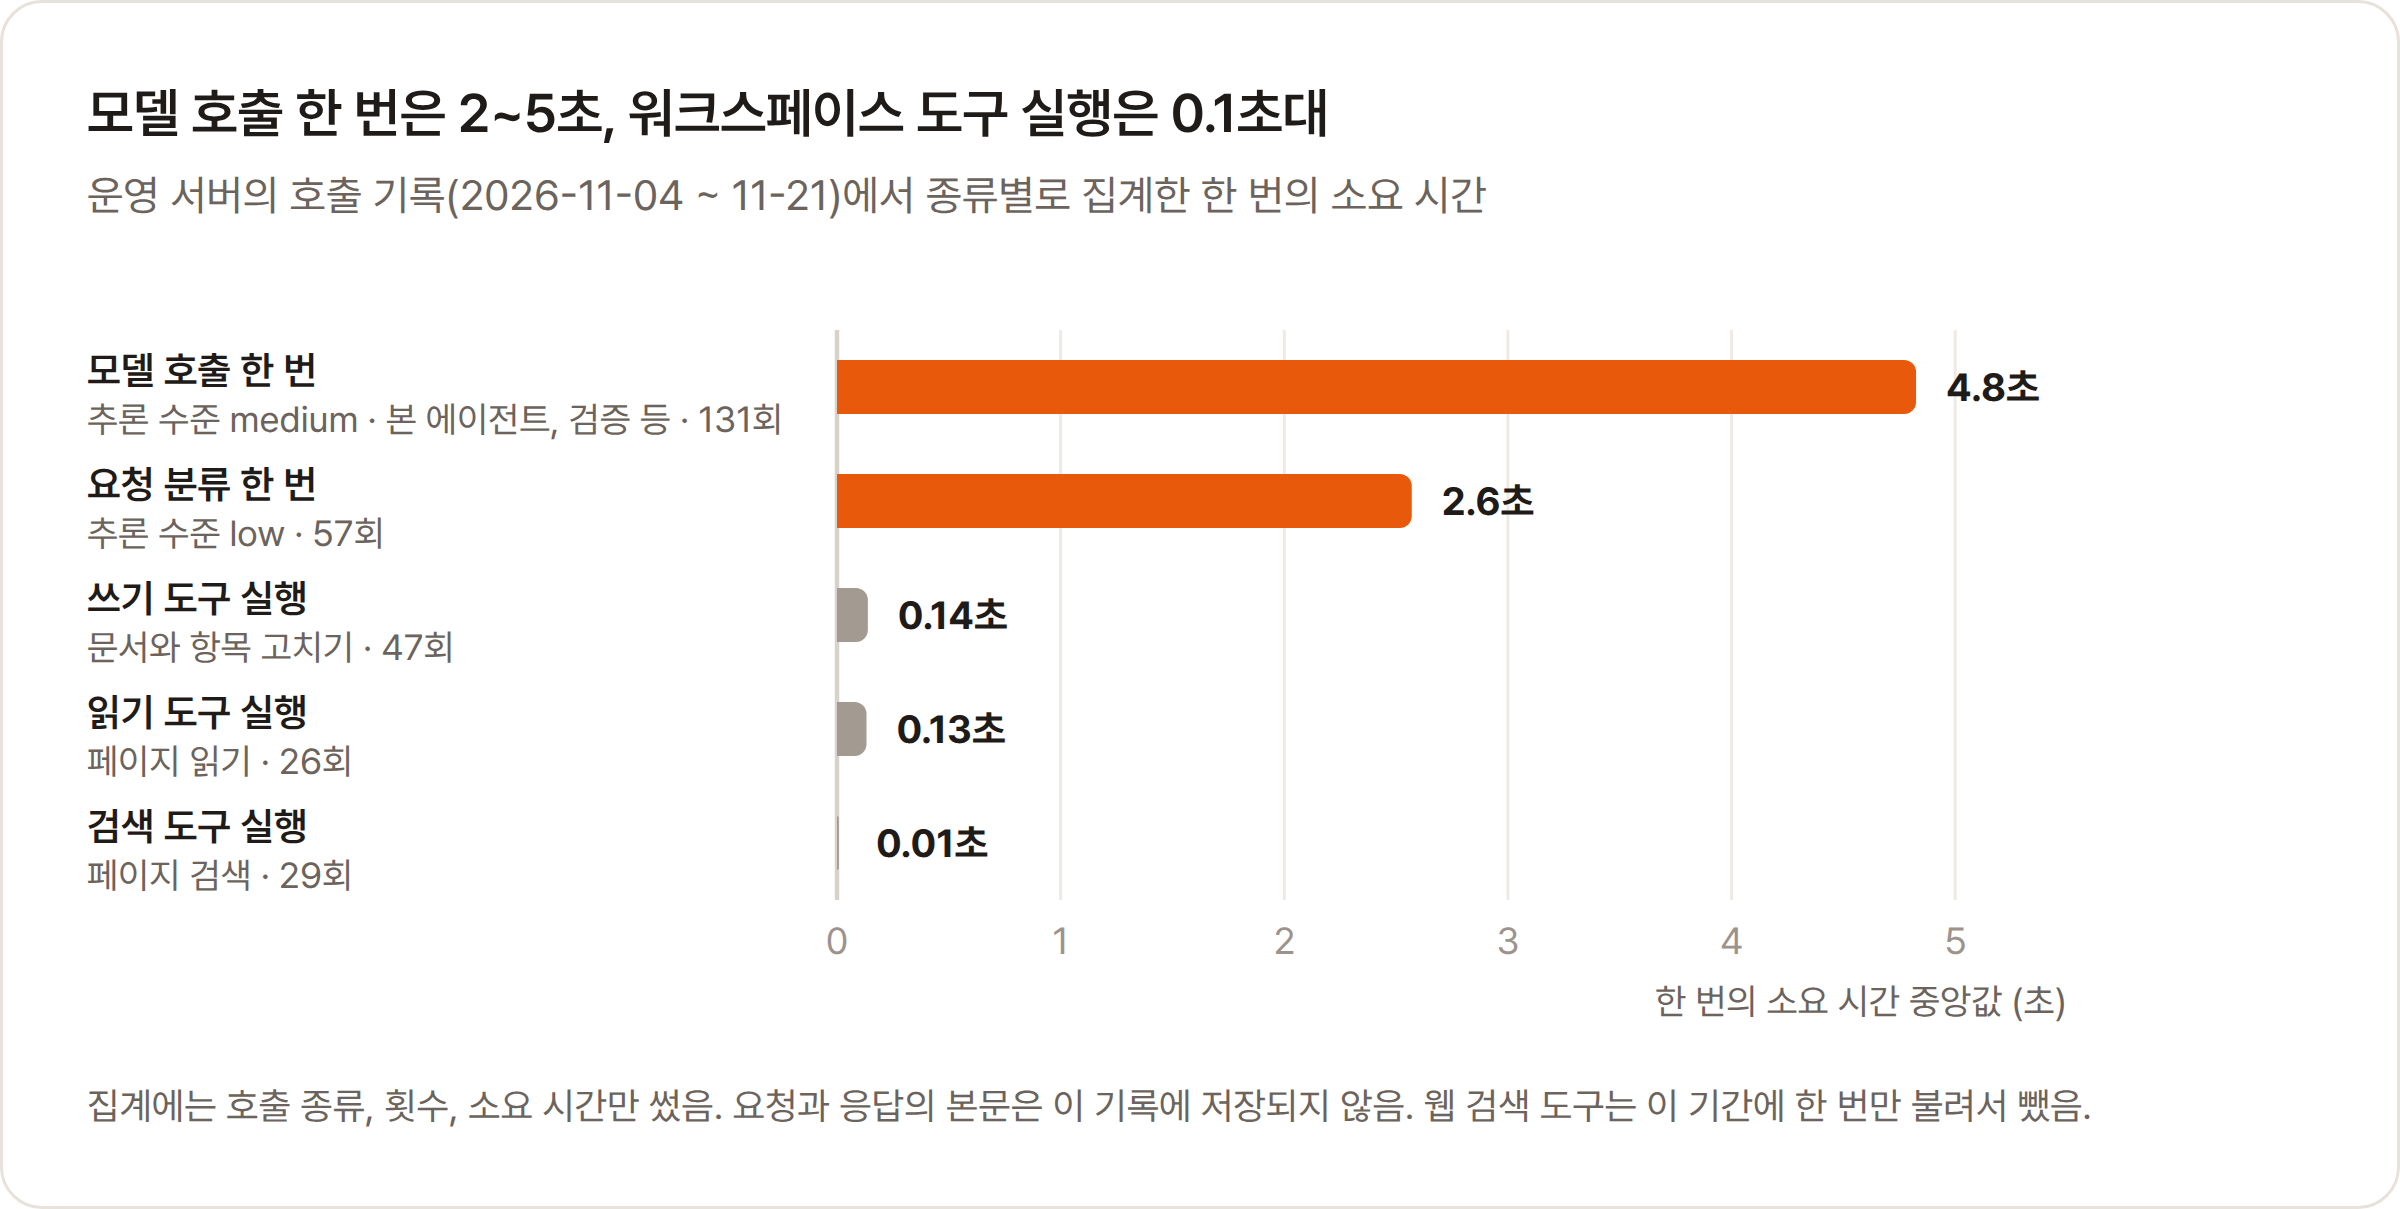 모델 호출 한 번은 2~5초, 워크스페이스 도구 실행은 0.1초대
운영 서버의 호출 기록(2026-11-04 ~ 11-21)에서 종류별로 집계한 한 번의 소요 시간
모델 호출 한 번
추론 수준 medium · 본 에이전트, 검증 등 · 131회
4.8초
요청 분류 한 번
추론 수준 low · 57회
2.6초
쓰기 도구 실행
문서와 항목 고치기 · 47회
0.14초
읽기 도구 실행
페이지 읽기 · 26회
0.13초
검색 도구 실행
페이지 검색 · 29회
0.01초
0 1 2 3 4 5
한 번의 소요 시간 중앙값 (초)
집계에는 호출 종류, 횟수, 소요 시간만 썼음. 요청과 응답의 본문은 이 기록에 저장되지 않음. 웹 검색 도구는 이 기간에 한 번만 불려서 뺐음.